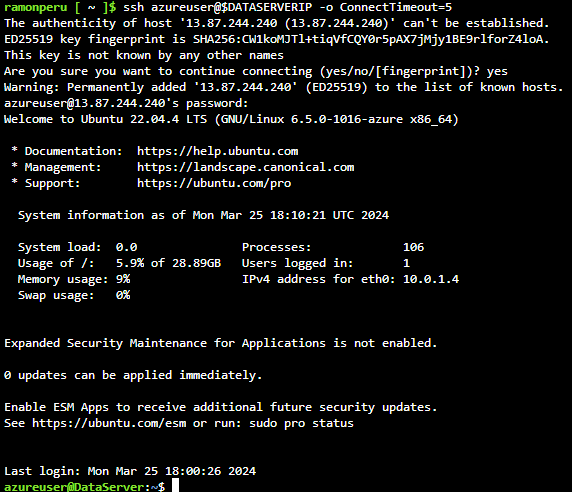 ramonperu [ ~ ]$ ssh azureuser@$DATASERVERIP -o ConnectTimeout=5
The authenticity of host '13.87.244.240 (13.87.244.240)' can't be established.
ED25519 key fingerprint is SHA256:CW1koMJTl+tiqVfCQY0r5pAX7jMjy1BE9rlforZ4loA.
This key is not known by any other names
Are you sure you want to continue connecting (yes/no/[fingerprint])? yes
Warning: Permanently added '13.87.244.240' (ED25519) to the list of known hosts.
azureuser@13.87.244.240's password:
Welcome to Ubuntu 22.04.4 LTS (GNU/Linux 6.5.0-1016-azure x86_64)
* Documentation:  https://help.ubuntu.com
* Management:     https://landscape.canonical.com
* Support:        https://ubuntu.com/pro
System information as of Mon Mar 25 18:10:21 UTC 2024
System load:  0.0                Processes:             106
Usage of /:   5.9% of 28.89GB   Users logged in:       1
Memory usage: 9%                 IPv4 address for eth0: 10.0.1.4
Swap usage:   0%
Expanded Security Maintenance for Applications is not enabled.
0 updates can be applied immediately.
Enable ESM Apps to receive additional future security updates.
See https://ubuntu.com/esm or run: sudo pro status
Last login: Mon Mar 25 18:00:26 2024
azureuser@DataServer:~$